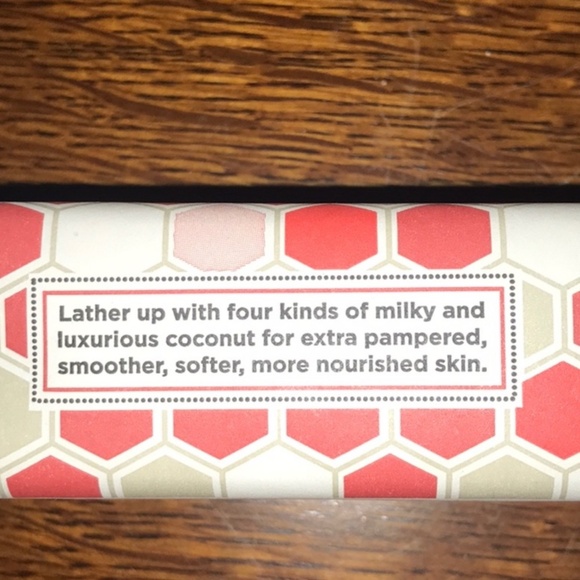 Lather up with four kinds of milky and
luxurious coconut for extra pampered,
smoother, softer, more nourished skin.